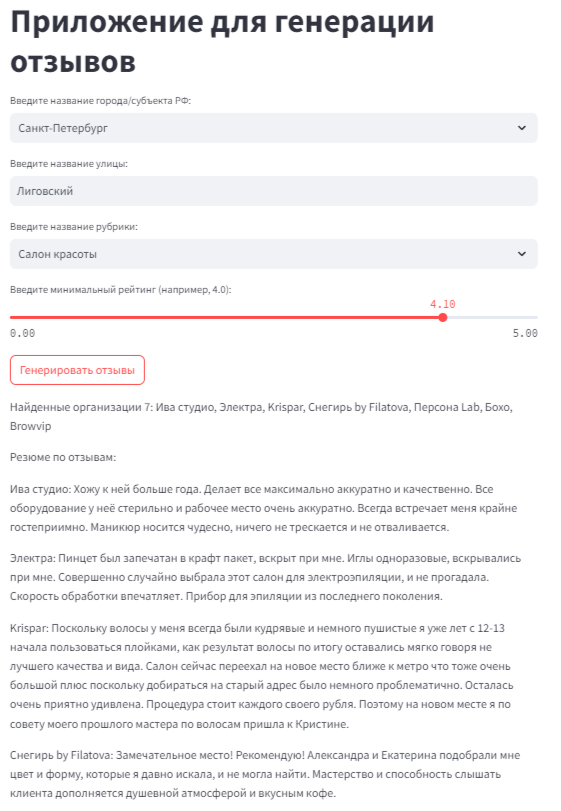 Приложение для генерации
отзывов
Введите название города/субъекта РФ:
Санкт-Петербург
Введите название улицы:
Лиговский
Введите название рубрики:
Салон красоты
Введите минимальный рейтинг (например, 4.0):
4.10
0.00 5.00
Генерировать отзывы
Найденные организации 7: Ива студио, Электра, Krispar, Снегирь by Filatova, Персона Lab, Бохо,
Browvip
Резюме по отзывам:
Ива студио: Хожу к ней больше года. Делает все максимально аккуратно и качественно. Все
оборудование у неё стерильно и рабочее место очень аккуратно. Всегда встречает меня крайне
гостеприимно. Маникюр носится чудесно, ничего не трескается и не отваливается.
Электра: Пинцет был запечатан в крафт пакет, вскрыт при мне. Иглы одноразовые, вскрывались
при мне. Совершенно случайно выбрала этот салон для электроэпиляции, и не прогадала.
Скорость обработки впечатляет. Прибор для эпиляции из последнего поколения.
Krispar: Поскольку волосы у меня всегда были кудрявые и немного пушистые я уже лет с 12-13
начала пользоваться плойками, как результат волосы по итогу оставались мягко говоря не
лучшего качества и вида. Салон сейчас переехал на новое место ближе к метро что тоже очень
большой плюс поскольку добираться на старый адрес было немного проблематично. Осталась
очень приятно удивлена. Процедура стоит каждого своего рубля. Поэтому на новом месте я по
совету моего прошлого мастера по волосам пришла к Кристине.
Снегирь by Filatova: Замечательное место! Рекомендую! Александра и Екатерина подобрали мне
цвет и форму, которые я давно искала, и не могла найти. Мастерство и способность слышать
клиента дополняется душевной атмосферой и вкусным кофе.